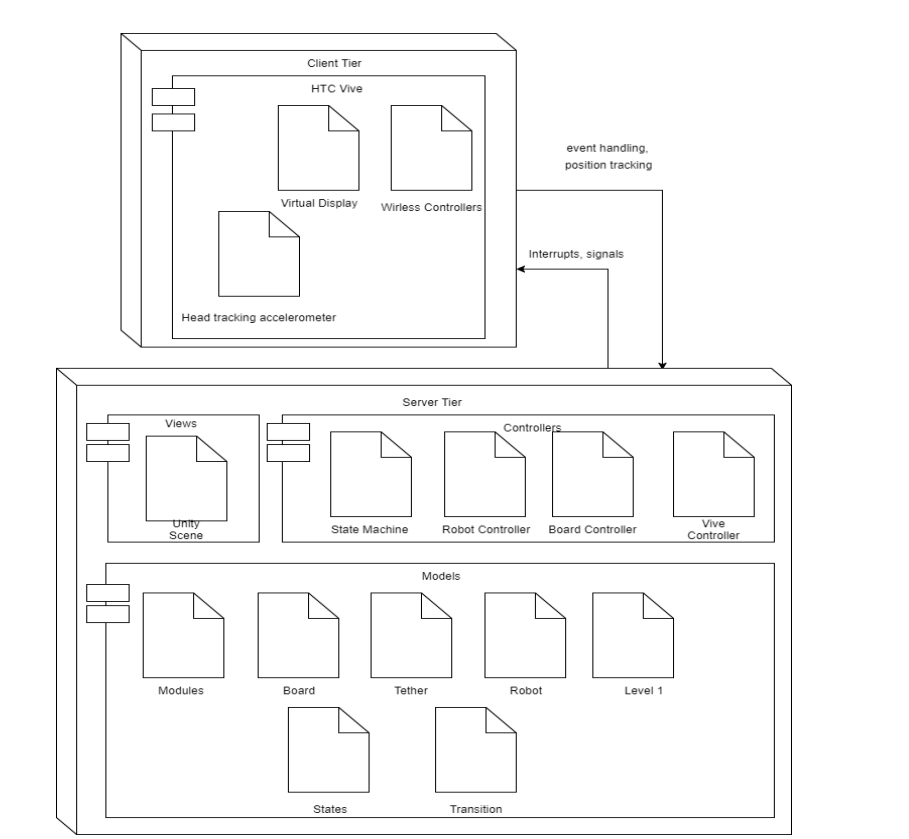 Client Tier
HTC Vive
Virtual Display
Wirless Controllers
Head tracking accelerometer
event handling,
position tracking
Interrupts, signals
Server Tier
Views
Unity
Scene
Controllers
State Machine
Robot Controller
Board Controller
Vive
Controller
Models
Modules
Board
Tether
Robot
Level 1
States
Transition